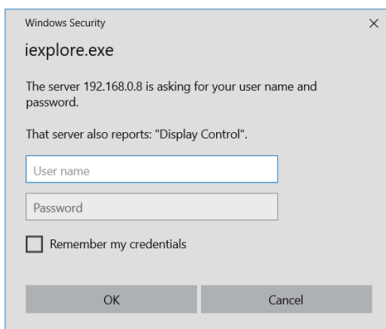 Windows Security
iexplore.exe
The server 192.168.0.8 is asking for your user name and
password.
That server also reports: "Display Control".
User name
Password
Remember my credentials
OK
Cancel